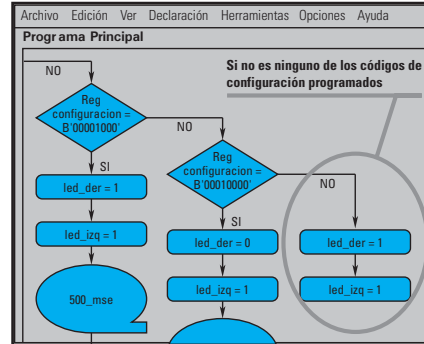 Archivo Edición Ver Declaración Herramientas Opciones Ayuda
Programa Principal
Si no es ninguno de los códigos de
configuración programados
NO
Reg
configuracion =
B'00001000'
NO
SI
led_der = 1
led_izq = 1
500_mse
Reg
configuracion =
B'00010000'
NO
SI
led_der = 0
led_izq = 1
led_der = 1
led_izq = 1